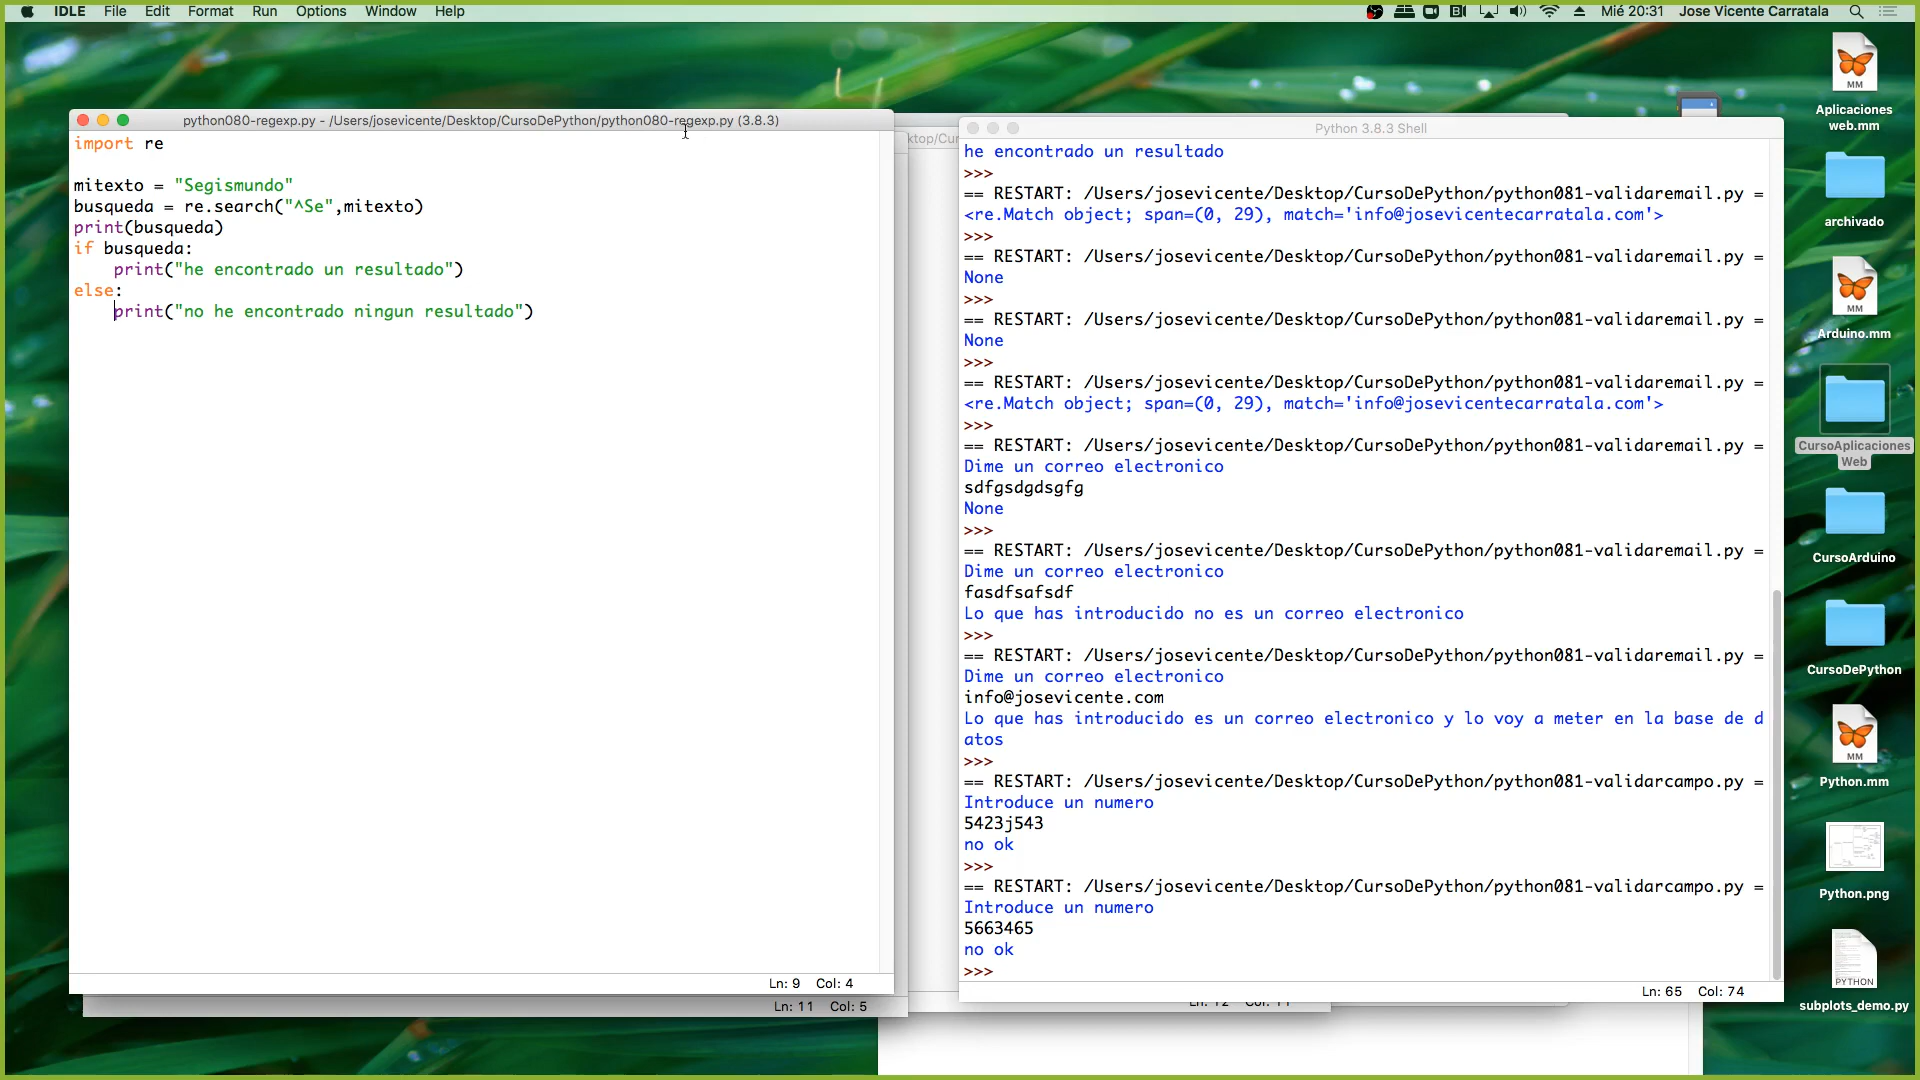 IDLE File Edit Format Run Options Window Help
Mié 20:31 Jose Vicente Carratala
python080-regexp.py - /Users/josevicente/Desktop/CursoDePython/python080-regexp.py (3.8.3)
import re
mitexto = "Segismundo"
busqueda = re.search("^Se",mitexto)
print(busqueda)
if busqueda:
print("he encontrado un resultado")
else:
print("no he encontrado ningun resultado")
Ln: 9 Col: 4
Ln: 11 Col: 5
ktop/Cur
Python 3.8.3 Shell
he encontrado un resultado
>>>
== RESTART: /Users/josevicente/Desktop/CursoDePython/python081-validaremail.py =
<re.Match object; span=(0, 29), match='info@josevicentecarratala.com'>
>>>
== RESTART: /Users/josevicente/Desktop/CursoDePython/python081-validaremail.py =
None
>>>
== RESTART: /Users/josevicente/Desktop/CursoDePython/python081-validaremail.py =
None
>>>
== RESTART: /Users/josevicente/Desktop/CursoDePython/python081-validaremail.py =
<re.Match object; span=(0, 29), match='info@josevicentecarratala.com'>
>>>
== RESTART: /Users/josevicente/Desktop/CursoDePython/python081-validaremail.py =
Dime un correo electronico
sdfgsdgdsgfg
None
>>>
== RESTART: /Users/josevicente/Desktop/CursoDePython/python081-validaremail.py =
Dime un correo electronico
fasdfsafsdf
Lo que has introducido no es un correo electronico
>>>
== RESTART: /Users/josevicente/Desktop/CursoDePython/python081-validaremail.py =
Dime un correo electronico
info@josevicente.com
Lo que has introducido es un correo electronico y lo voy a meter en la base de d
atos
>>>
== RESTART: /Users/josevicente/Desktop/CursoDePython/python081-validarcampo.py =
Introduce un numero
5423j543
no ok
>>>
== RESTART: /Users/josevicente/Desktop/CursoDePython/python081-validarcampo.py =
Introduce un numero
5663465
no ok
>>>
Ln: 65 Col: 74
Ln: 12 Col: 11
MM
Aplicaciones
web.mm
archivado
MM
Arduino.mm
CursoAplicaciones
Web
CursoArduino
CursoDePython
MM
Python.mm
Python.png
PYTHON
subplots_demo.py